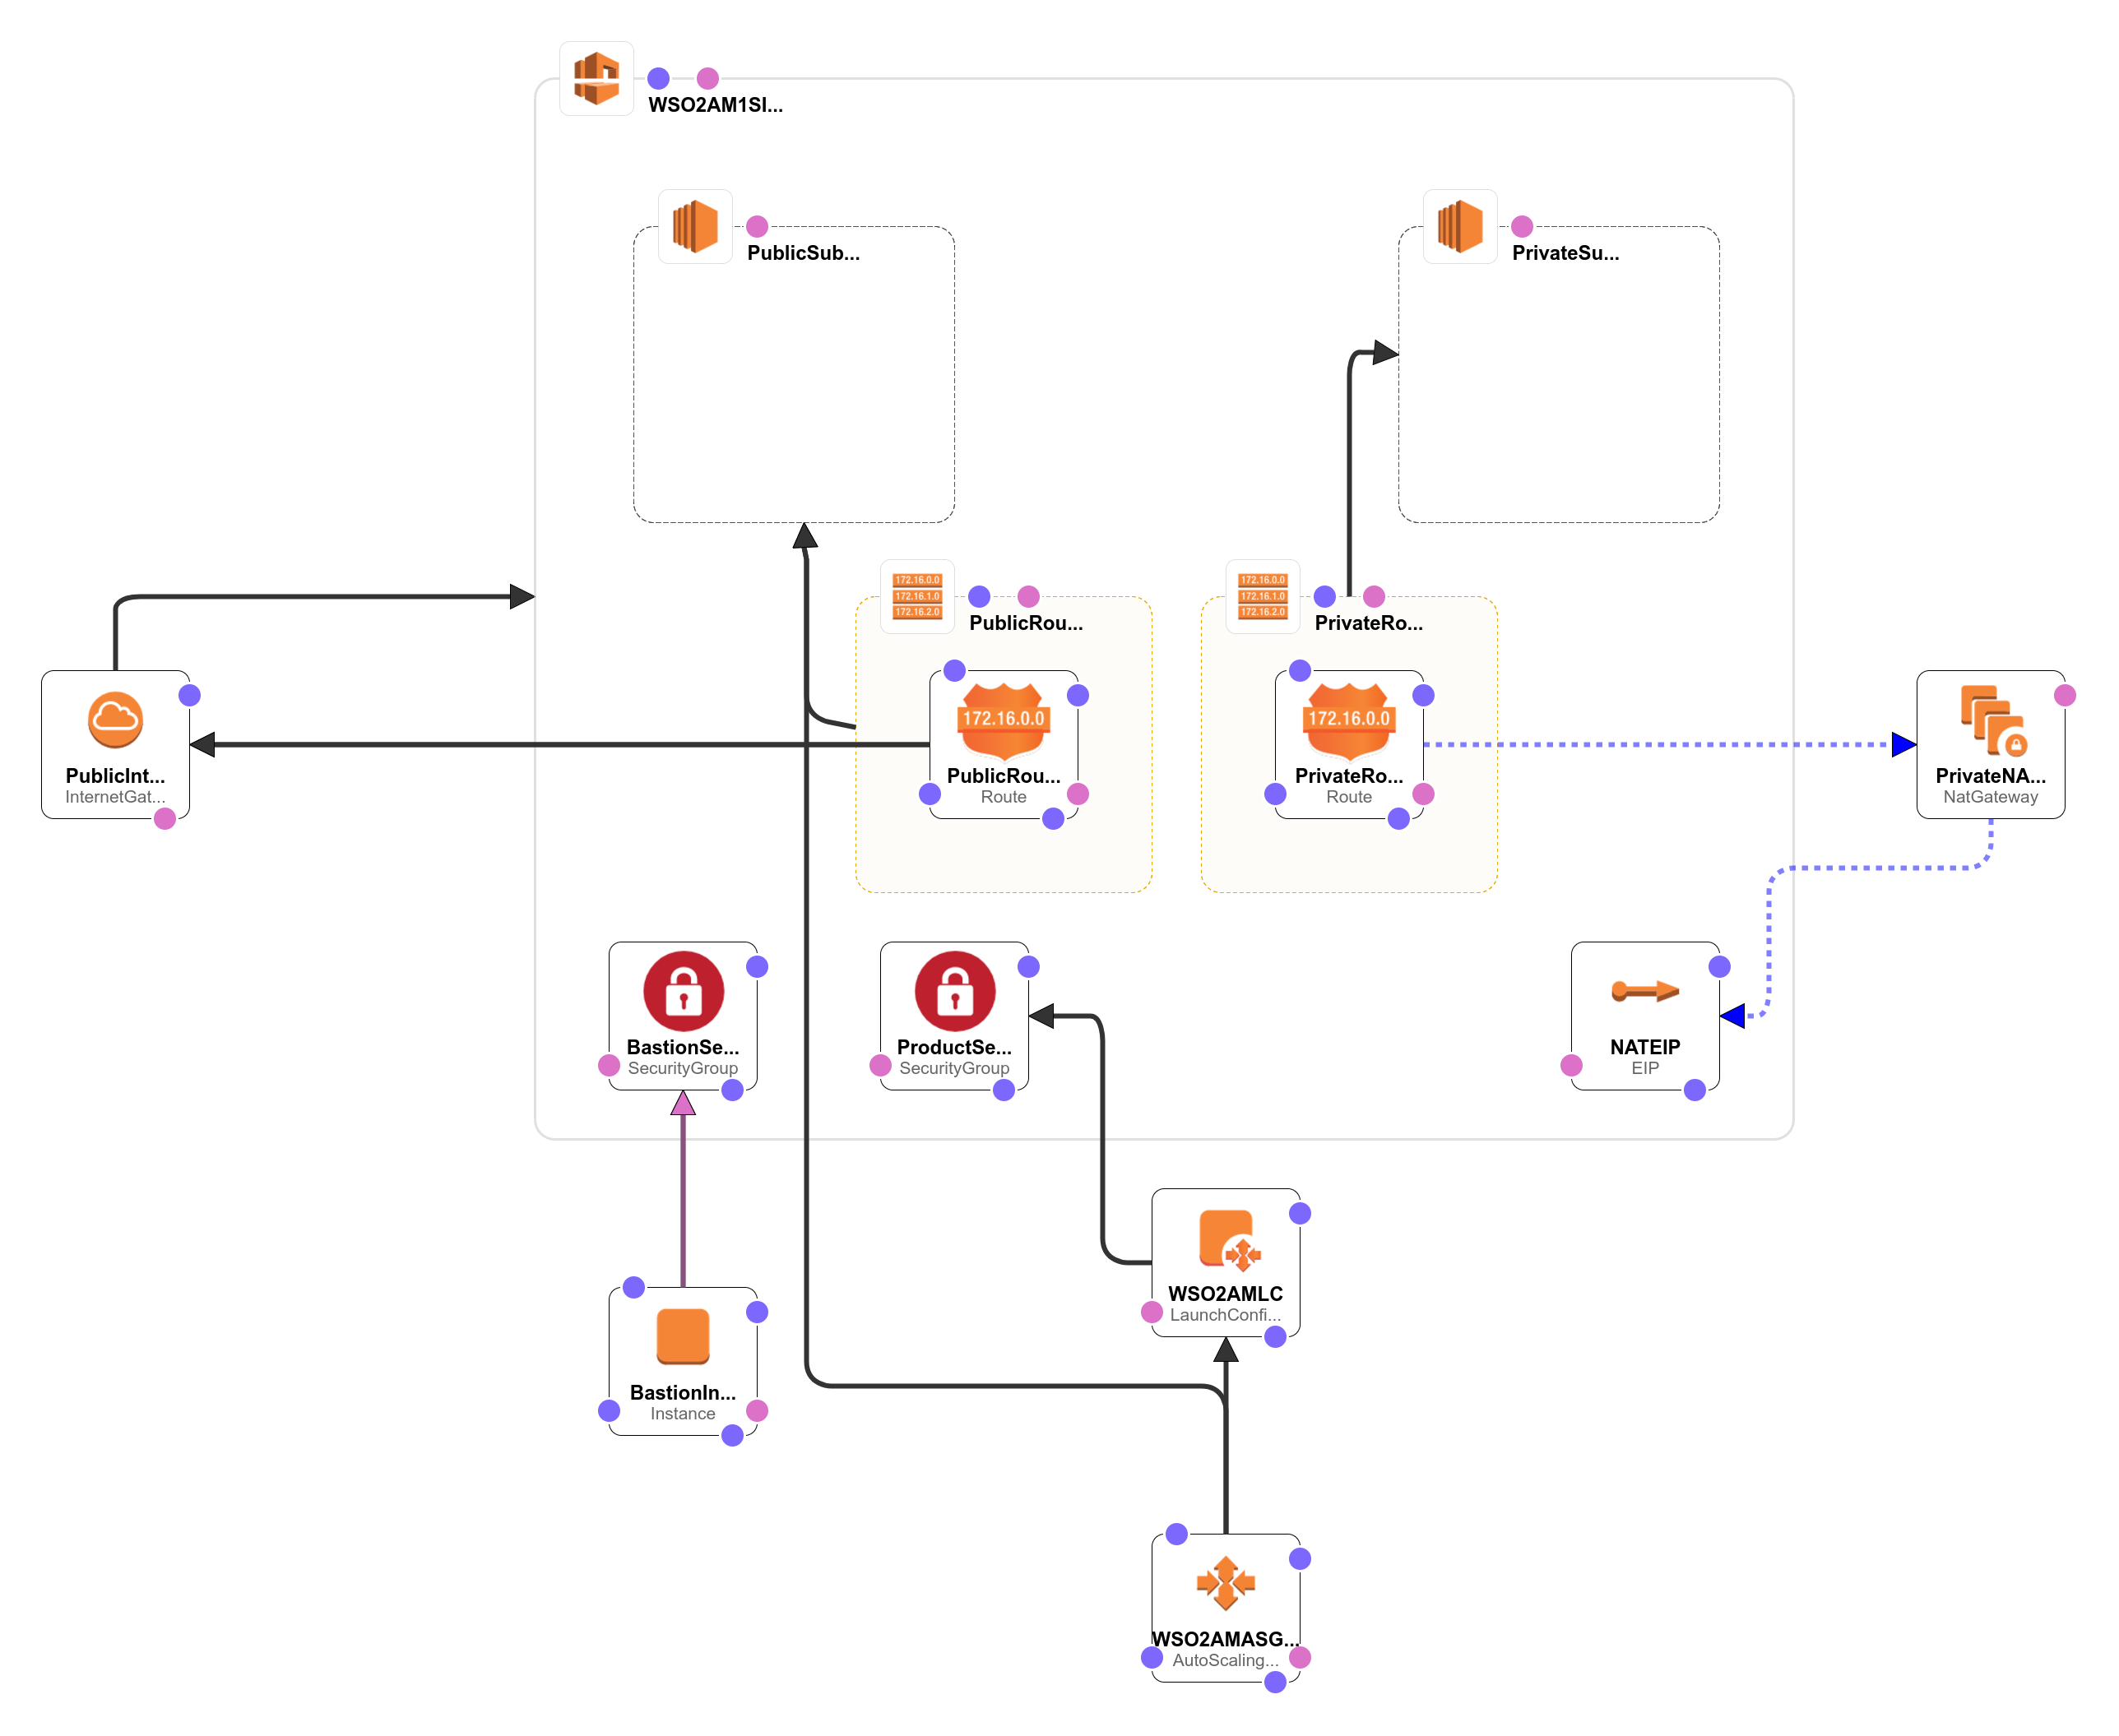 WSO2AM1SI...
PublicSub...
PrivateSu...
172.16.0.0
172.16.1.0
172.16.2.0
PublicRou...
172.16.0.0
172.16.1.0
172.16.2.0
PrivateRo...
PublicInt...
InternetGat...
172.16.0.0
PublicRou...
Route
172.16.0.0
PrivateRo...
Route
PrivateNA...
NatGateway
BastionSe...
SecurityGroup
ProductSe...
SecurityGroup
NATEIP
EIP
WSO2AMLC
LaunchConfi...
BastionIn...
Instance
WSO2AMASG...
AutoScaling...